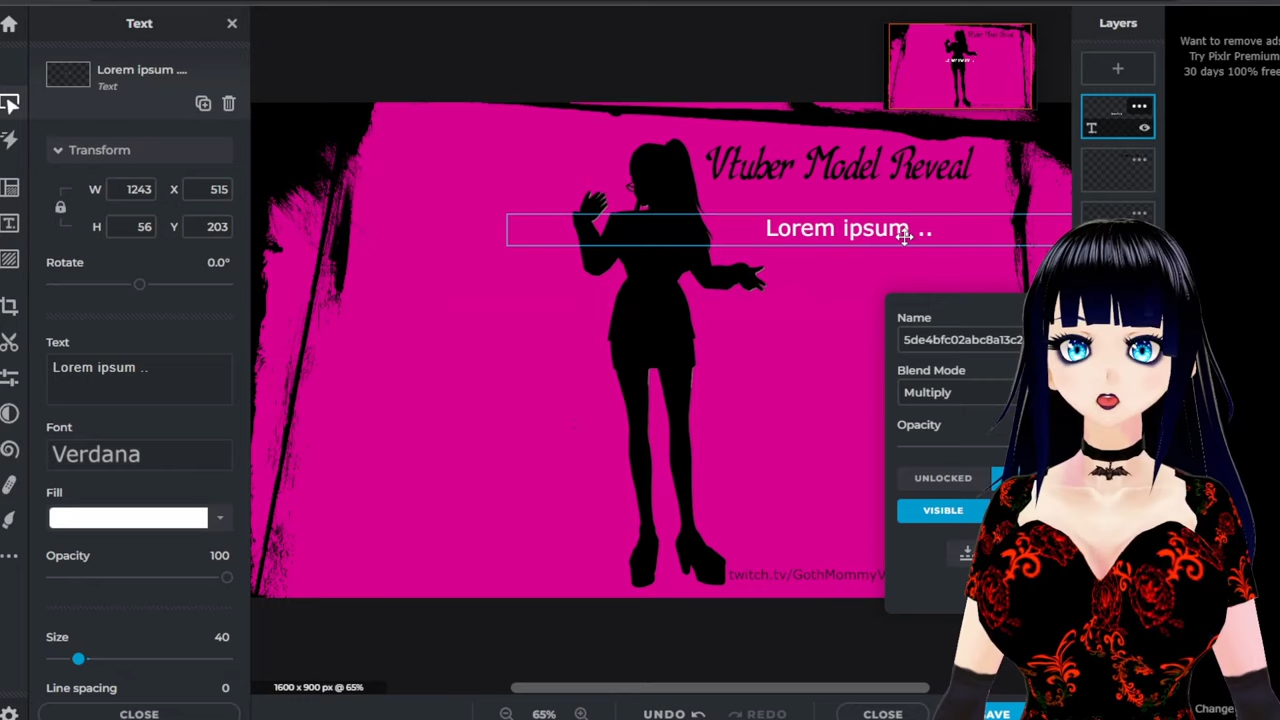 Text
Lorem ipsum ....
Text
Transform
W 1243 X 515
H 56 Y 203
Rotate 0.0°
Text
Lorem ipsum ..
Font
Verdana
Fill
Opacity 100
Size 40
Line spacing 0
CLOSE
Vtuber Model Reveal
Lorem ipsum ..
twitch.tv/GothMommyV
Name
5de4bfc02abc8a13c2
Blend Mode
Multiply
Opacity
UNLOCKED
VISIBLE
1600 x 900 px @ 65%
65%
UNDO
REDO
CLOSE
SAVE
Layers
T
Want to remove ads
Try Pixlr Premium
30 days 100% free
Change